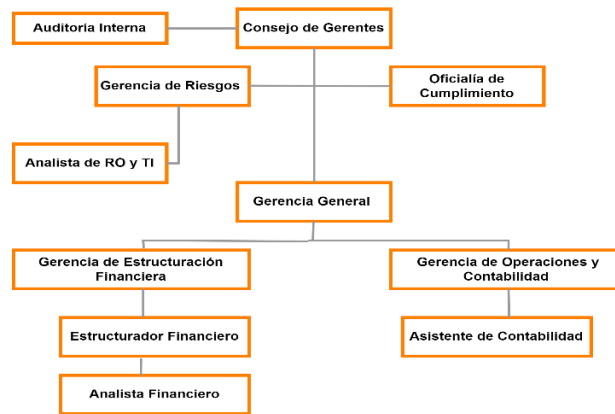 Auditoría Interna
Consejo de Gerentes
Gerencia de Riesgos
Oficialía de
Cumplimiento
Analista de RO y TI
Gerencia General
Gerencia de Estructuración
Financiera
Gerencia de Operaciones y
Contabilidad
Estructurador Financiero
Asistente de Contabilidad
Analista Financiero